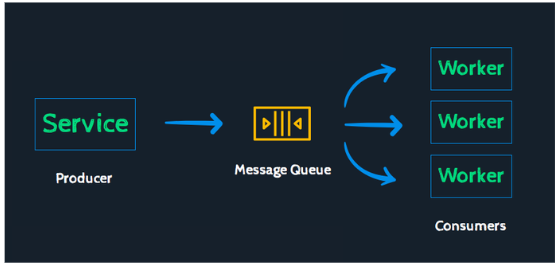 Service
Producer
Message Queue
Worker
Worker
Worker
Consumers